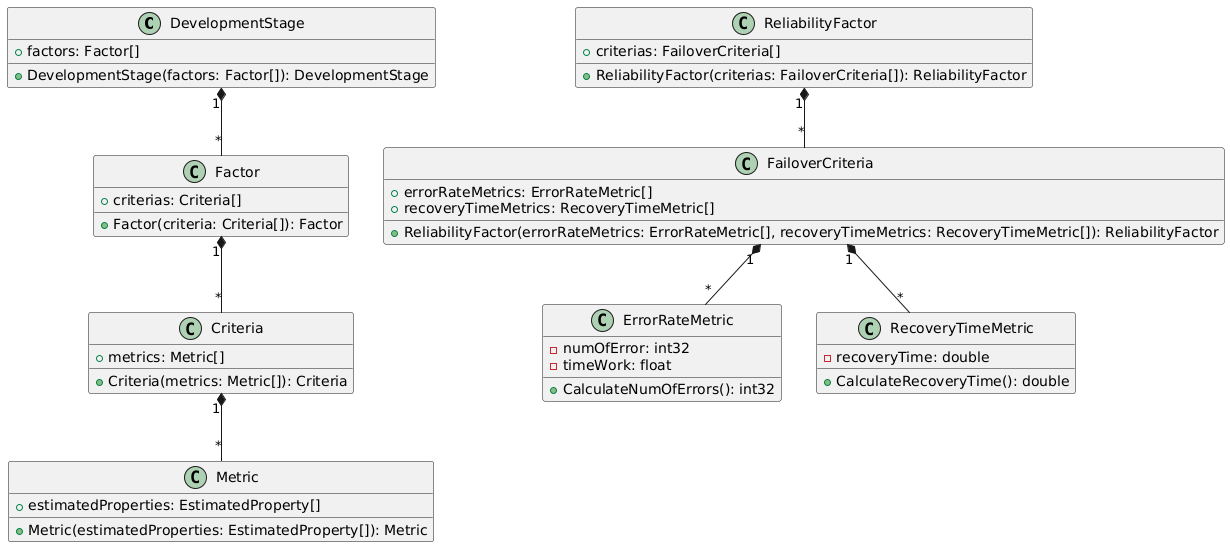 C DevelopmentStage
factors: Factor[]
DevelopmentStage(factors: Factor[]): DevelopmentStage
1
*
C Factor
criterias: Criteria[]
Factor(criteria: Criteria[]): Factor
1
*
C Criteria
metrics: Metric[]
Criteria(metrics: Metric[]): Criteria
1
*
C Metric
estimatedProperties: EstimatedProperty[]
Metric(estimatedProperties: EstimatedProperty[]): Metric
C ReliabilityFactor
criterias: FailoverCriteria[]
ReliabilityFactor(criterias: FailoverCriteria[]): ReliabilityFactor
1
*
C FailoverCriteria
errorRateMetrics: ErrorRateMetric[]
recoveryTimeMetrics: RecoveryTimeMetric[]
ReliabilityFactor(errorRateMetrics: ErrorRateMetric[], recoveryTimeMetrics: RecoveryTimeMetric[]): ReliabilityFactor
1
*
C ErrorRateMetric
numOfError: int32
timeWork: float
CalculateNumOfErrors(): int32
1
*
C RecoveryTimeMetric
recoveryTime: double
CalculateRecoveryTime(): double